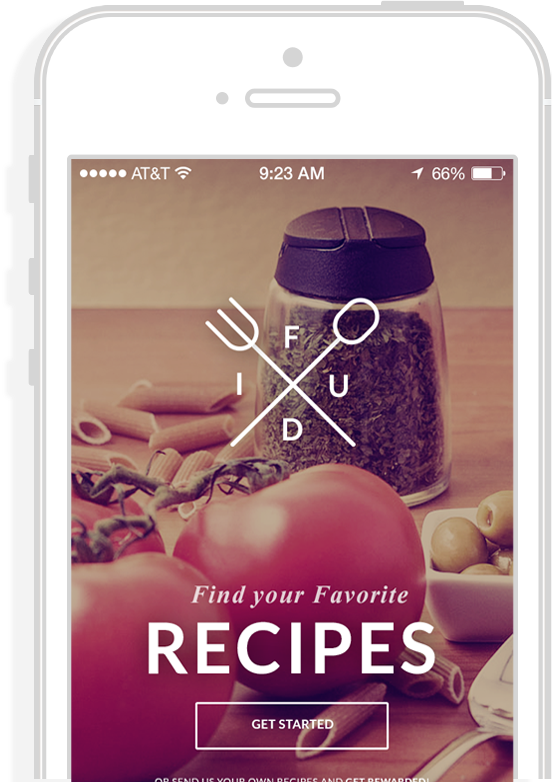 AT&T 9:23 AM 66%
F
I U
D
Find your Favorite
RECIPES
GET STARTED
OR SEND US YOUR OWN RECIPES AND GET REWARDED!